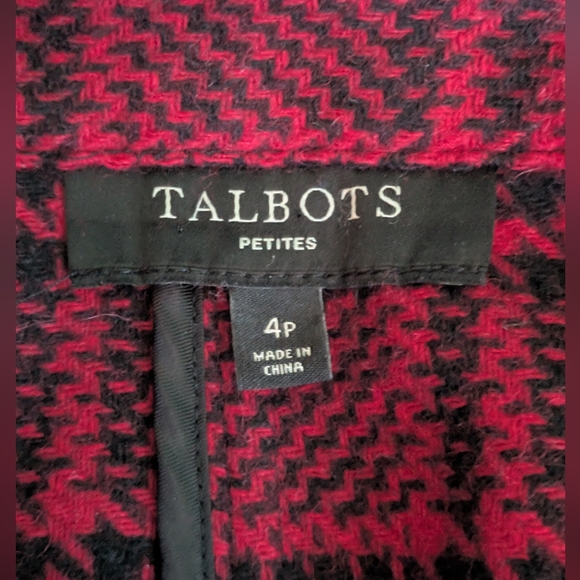 TALBOTS
PETITES
4P
MADE IN
CHINA